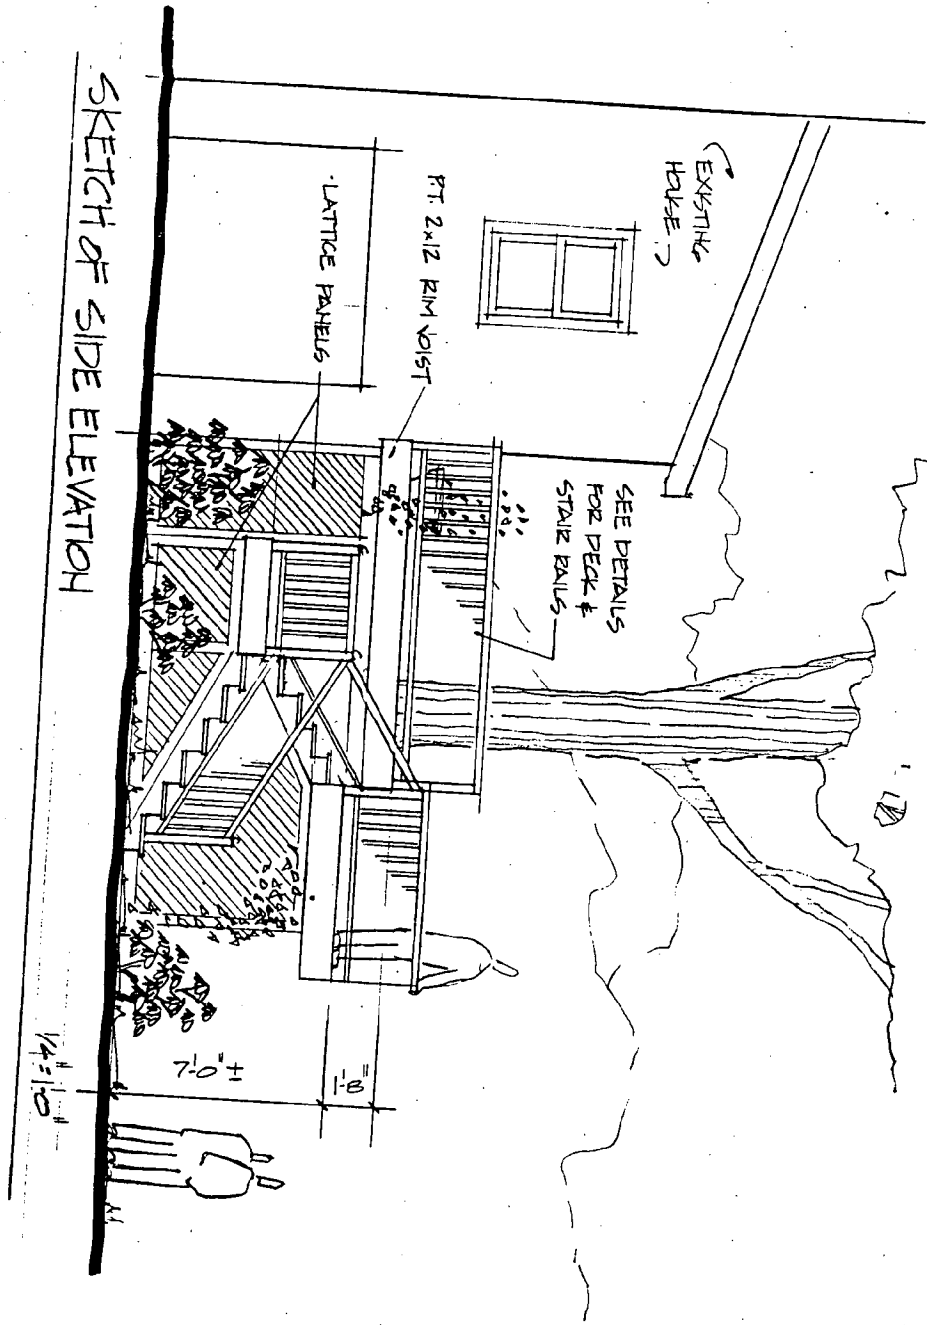 EXISTING
HOUSE
SEE DETAILS
FOR DECK &
STAIR RAILS
P.T. 2x12 RIM JOIST
LATTICE PANELS
1'-8"
7'-0" ±
SKETCH OF SIDE ELEVATION
1/4" = 1'-0"